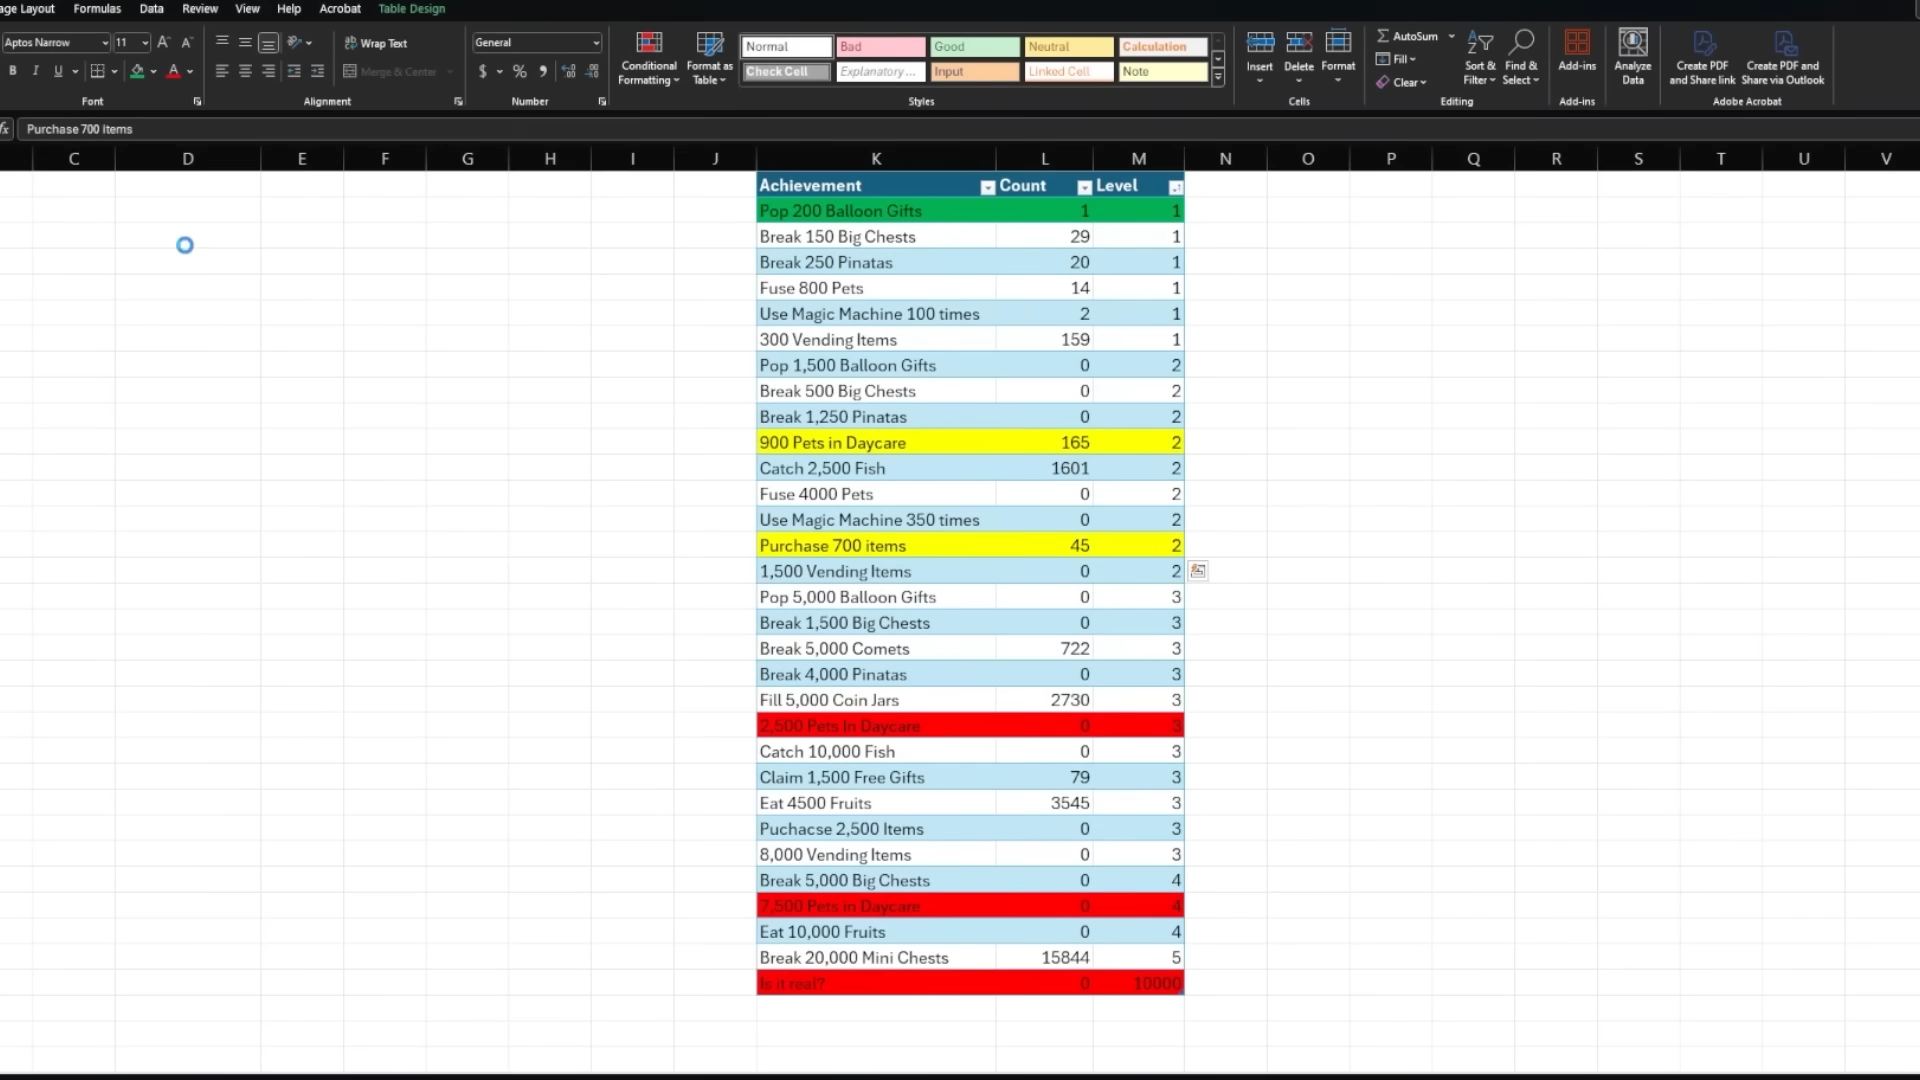 age Layout Formulas Data Review View Help Acrobat Table Design
Aptos Narrow 11 A A Wrap Text General Normal Bad Good Neutral Calculation AutoSum
B I U A Merge & Center $ % Conditional Formatting Format as Table Check Cell Explanatory ... Input Linked Cell Note Insert Delete Format Fill Clear Sort & Filter Find & Select Add-ins Analyze Data Create PDF and Share link Create PDF and Share via Outlook
Font Alignment Number Styles Cells Editing Add-ins Adobe Acrobat
fx Purchase 700 items
C D E F G H I J K L M N O P Q R S T U V
Achievement Count Level
Pop 200 Balloon Gifts 1 1
Break 150 Big Chests 29 1
Break 250 Pinatas 20 1
Fuse 800 Pets 14 1
Use Magic Machine 100 times 2 1
300 Vending Items 159 1
Pop 1,500 Balloon Gifts 0 2
Break 500 Big Chests 0 2
Break 1,250 Pinatas 0 2
900 Pets in Daycare 165 2
Catch 2,500 Fish 1601 2
Fuse 4000 Pets 0 2
Use Magic Machine 350 times 0 2
Purchase 700 items 45 2
1,500 Vending Items 0 2
Pop 5,000 Balloon Gifts 0 3
Break 1,500 Big Chests 0 3
Break 5,000 Comets 722 3
Break 4,000 Pinatas 0 3
Fill 5,000 Coin Jars 2730 3
2,500 Pets In Daycare 0 3
Catch 10,000 Fish 0 3
Claim 1,500 Free Gifts 79 3
Eat 4500 Fruits 3545 3
Puchacse 2,500 Items 0 3
8,000 Vending Items 0 3
Break 5,000 Big Chests 0 4
7,500 Pets in Daycare 0 4
Eat 10,000 Fruits 0 4
Break 20,000 Mini Chests 15844 5
Is it real? 0 10000